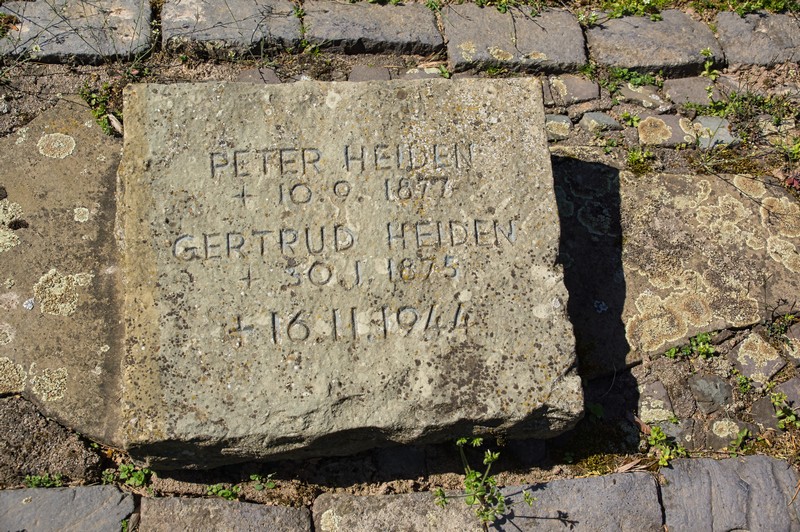 PETER HEIDEN
+ 10 9 1877
GERTRUD HEIDEN
+ 30 1 1875
+ 16.11.1944